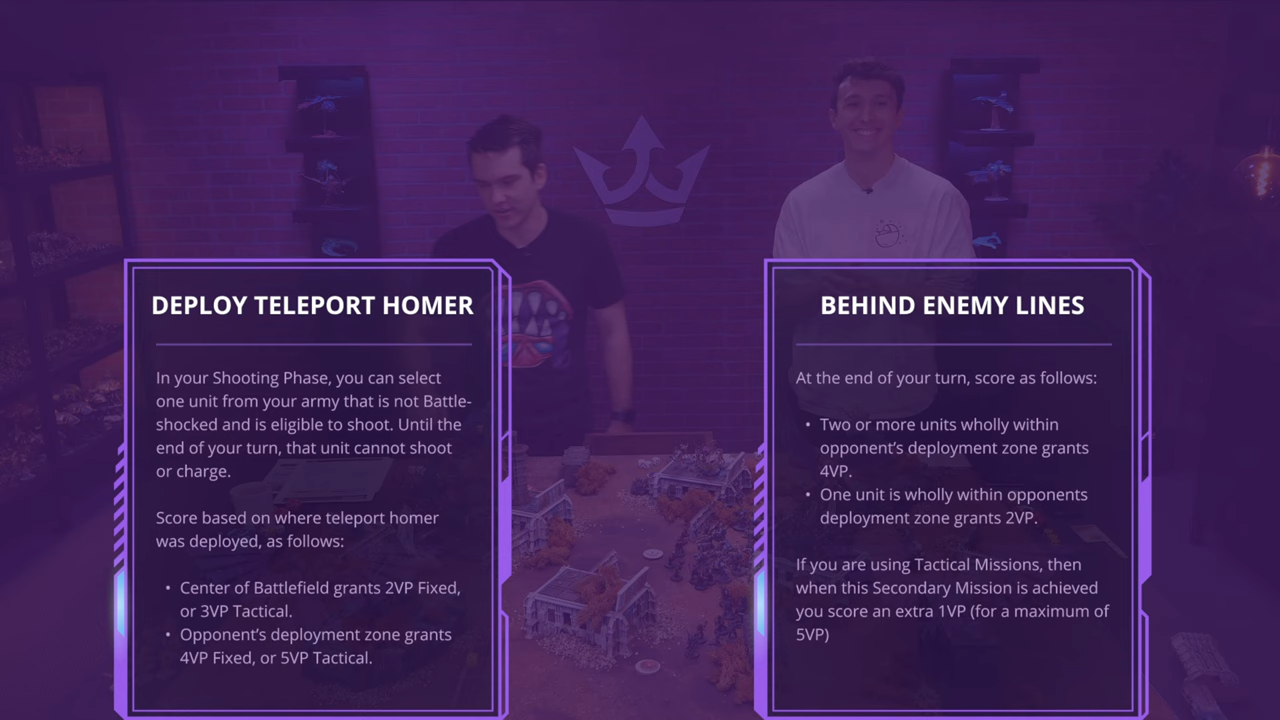 DEPLOY TELEPORT HOMER
In your Shooting Phase, you can select
one unit from your army that is not Battle-
shocked and is eligible to shoot. Until the
end of your turn, that unit cannot shoot
or charge.
Score based on where teleport homer
was deployed, as follows:
• Center of Battlefield grants 2VP Fixed,
or 3VP Tactical.
• Opponent's deployment zone grants
4VP Fixed, or 5VP Tactical.
BEHIND ENEMY LINES
At the end of your turn, score as follows:
• Two or more units wholly within
opponent's deployment zone grants
4VP.
• One unit is wholly within opponents
deployment zone grants 2VP.
If you are using Tactical Missions, then
when this Secondary Mission is achieved
you score an extra 1VP (for a maximum of
5VP)